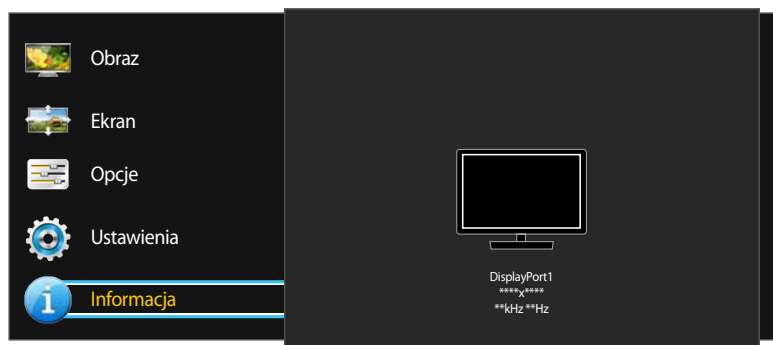 Obraz
Ekran
Opcje
Ustawienia
Informacja
DisplayPort1
****x****
**kHz **Hz